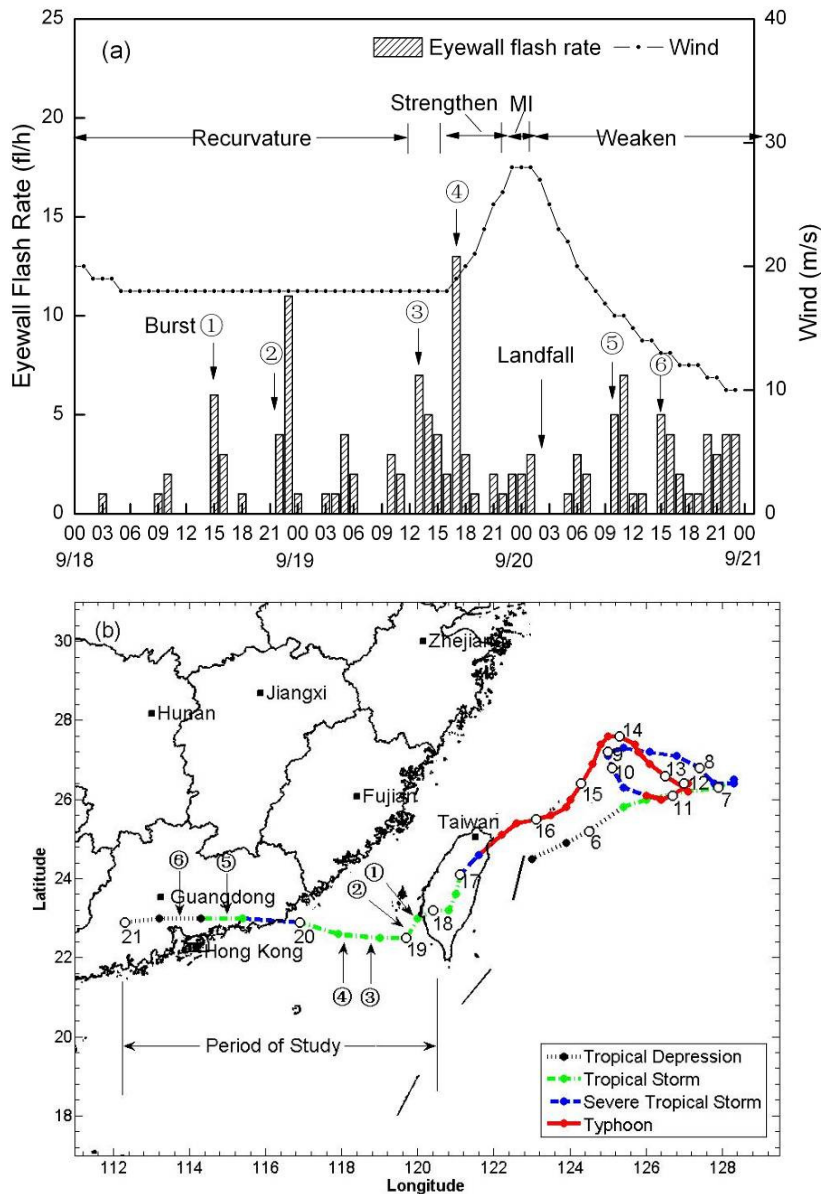 (a)
Eyewall flash rate
Wind
Strengthen
MI
Recurvature
Weaken
④
③
Burst ①
②
Landfall
⑤
⑥
25
20
15
10
5
0
Eyewall Flash Rate (fl/h)
40
30
20
10
0
Wind (m/s)
00 03 06 09 12 15 18 21 00 03 06 09 12 15 18 21 00 03 06 09 12 15 18 21 00
9/18 9/19 9/20 9/21
(b)
Zhejiang
Jiangxi
Hunan
Fujian
Taiwan
Guangdong
Hong Kong
14
9
8
10
13
12
7
15
11
16
6
17
①
②
⑥
⑤
18
21
20
19
④
③
Period of Study
Tropical Depression
Tropical Storm
Severe Tropical Storm
Typhoon
30
28
26
24
22
20
18
Latitude
112 114 116 118 120 122 124 125 126 128
Longitude